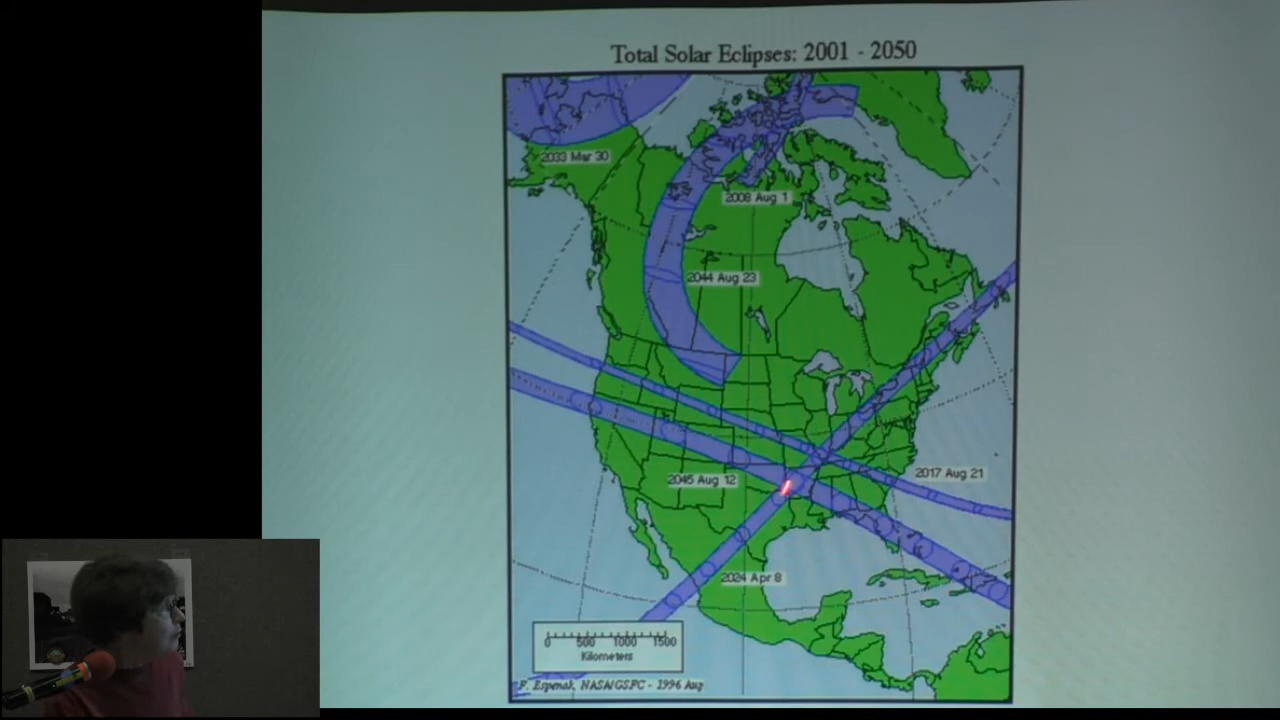 Total Solar Eclipses: 2001 - 2050
2033 Mar 30
2008 Aug 1
2044 Aug 23
2017 Aug 21
2045 Aug 12
2024 Apr 8
0 500 1000 1500
Kilometers
F. Espenak, NASA/GSFC - 1996 Aug